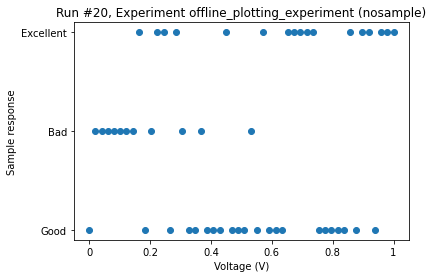 Run #20, Experiment offline_plotting_experiment (nosample)
Excellent
Bad
Good
Sample response
0 0.2 0.4 0.6 0.8 1
Voltage (V)